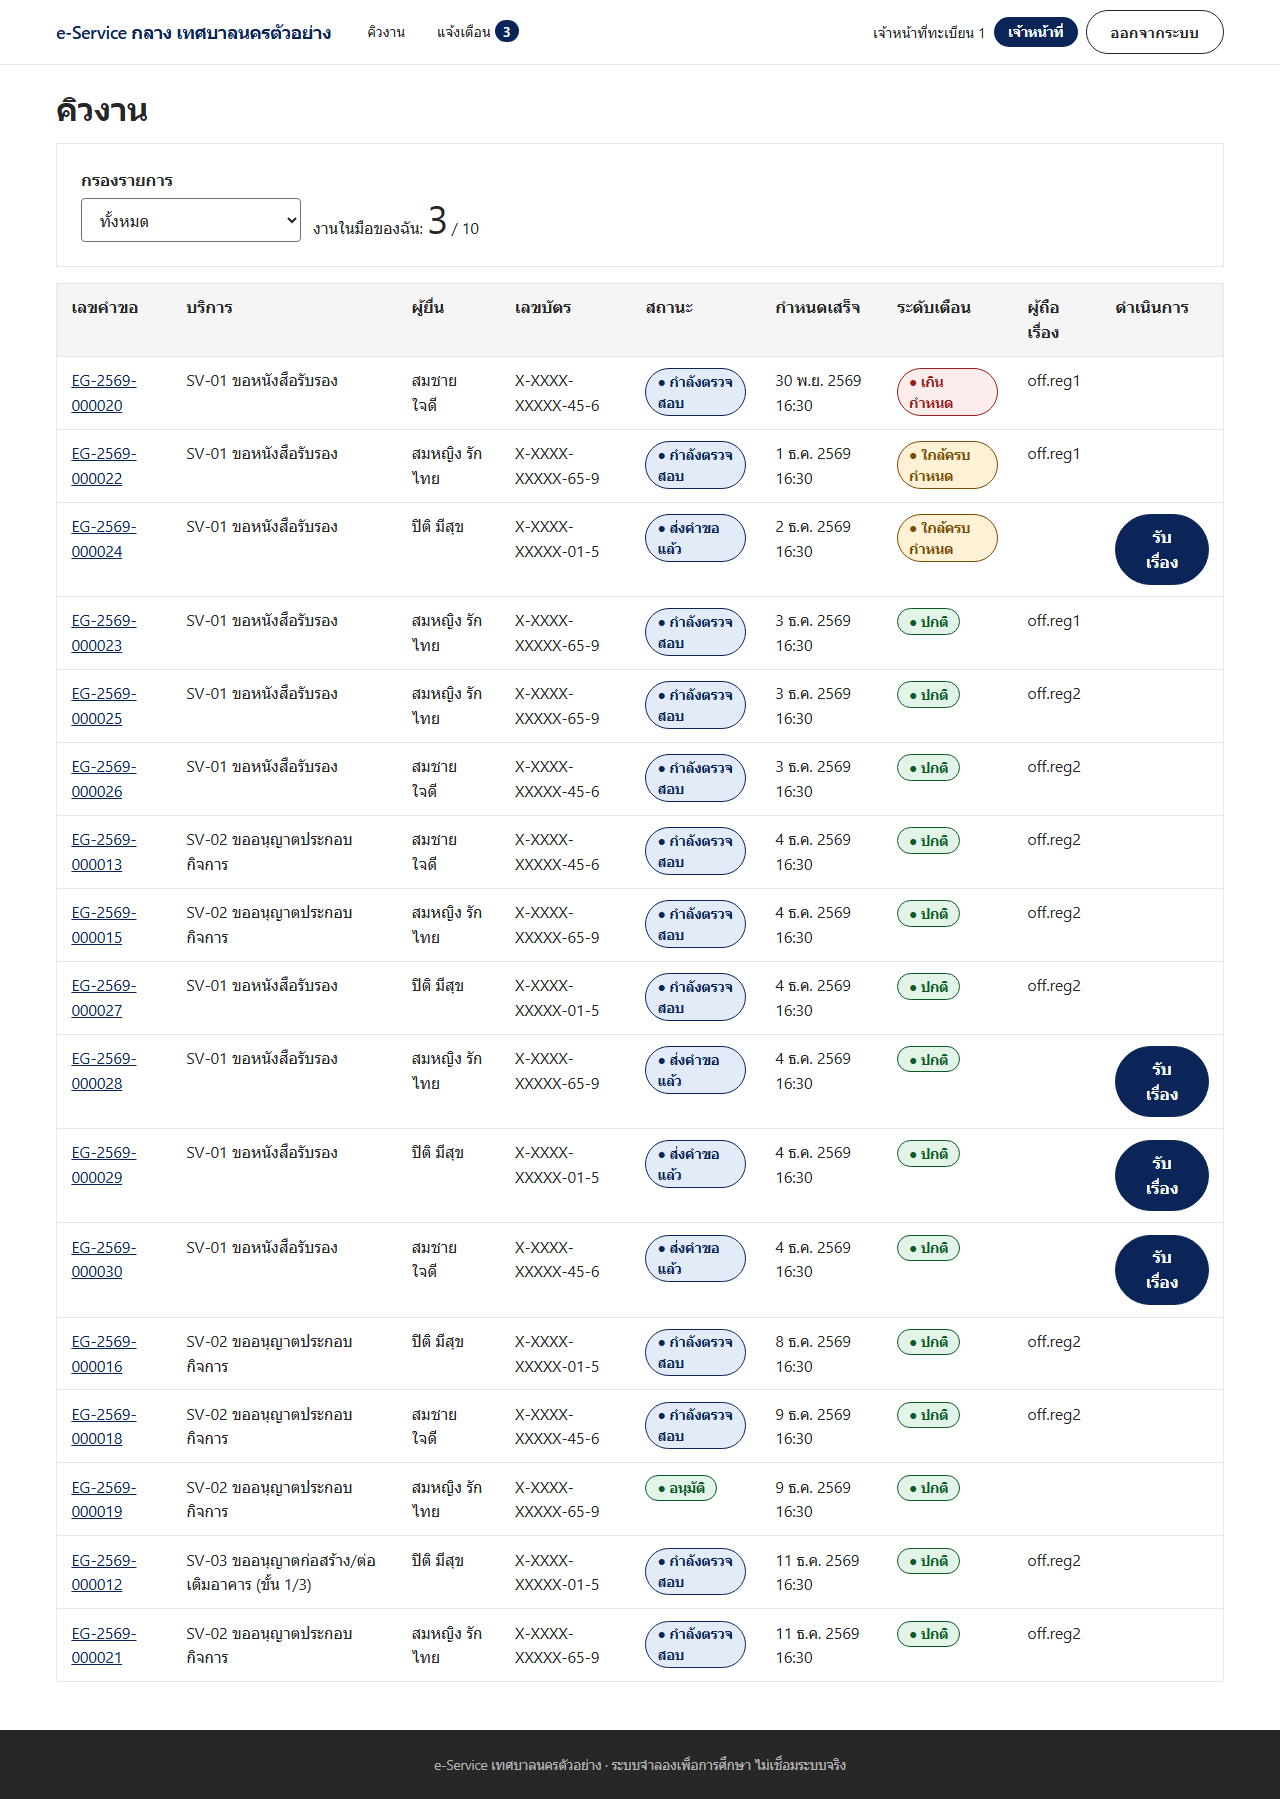 e-Service กลาง เทศบาลนครตัวอย่าง คิวงาน แจ้งเตือน 3 เจ้าหน้าที่ทะเบียน 1 เจ้าหน้าที่ ออกจากระบบ
คิวงาน
กรองรายการ
ทั้งหมด งานในมือของฉัน: 3 / 10
เลขคำขอ บริการ ผู้ยื่น เลขบัตร สถานะ กำหนดเสร็จ ระดับเตือน ผู้ถือ ดำเนินการ
เรื่อง
EG-2569- SV-01 ขอหนังสือรับรอง สมชาย X-XXXX- ● กำลังตรวจ 30 พ.ย. 2569 ● เกิน off.reg1
000020 ใจดี XXXXX-45-6 สอบ 16:30 กำหนด
EG-2569- SV-01 ขอหนังสือรับรอง สมหญิง รัก X-XXXX- ● กำลังตรวจ 1 ธ.ค. 2569 ● ใกล้ครบ off.reg1
000022 ไทย XXXXX-65-9 สอบ 16:30 กำหนด
EG-2569- SV-01 ขอหนังสือรับรอง ปิติ มีสุข X-XXXX- ● ส่งคำขอ 2 ธ.ค. 2569 ● ใกล้ครบ รับ
000024 XXXXX-01-5 แล้ว 16:30 กำหนด เรื่อง
EG-2569- SV-01 ขอหนังสือรับรอง สมหญิง รัก X-XXXX- ● กำลังตรวจ 3 ธ.ค. 2569 ● ปกติ off.reg1
000023 ไทย XXXXX-65-9 สอบ 16:30
EG-2569- SV-01 ขอหนังสือรับรอง สมหญิง รัก X-XXXX- ● กำลังตรวจ 3 ธ.ค. 2569 ● ปกติ off.reg2
000025 ไทย XXXXX-65-9 สอบ 16:30
EG-2569- SV-01 ขอหนังสือรับรอง สมชาย X-XXXX- ● กำลังตรวจ 3 ธ.ค. 2569 ● ปกติ off.reg2
000026 ใจดี XXXXX-45-6 สอบ 16:30
EG-2569- SV-02 ขออนุญาตประกอบ สมชาย X-XXXX- ● กำลังตรวจ 4 ธ.ค. 2569 ● ปกติ off.reg2
000013 กิจการ ใจดี XXXXX-45-6 สอบ 16:30
EG-2569- SV-02 ขออนุญาตประกอบ สมหญิง รัก X-XXXX- ● กำลังตรวจ 4 ธ.ค. 2569 ● ปกติ off.reg2
000015 กิจการ ไทย XXXXX-65-9 สอบ 16:30
EG-2569- SV-01 ขอหนังสือรับรอง ปิติ มีสุข X-XXXX- ● กำลังตรวจ 4 ธ.ค. 2569 ● ปกติ off.reg2
000027 XXXXX-01-5 สอบ 16:30
EG-2569- SV-01 ขอหนังสือรับรอง สมหญิง รัก X-XXXX- ● ส่งคำขอ 4 ธ.ค. 2569 ● ปกติ รับ
000028 ไทย XXXXX-65-9 แล้ว 16:30 เรื่อง
EG-2569- SV-01 ขอหนังสือรับรอง ปิติ มีสุข X-XXXX- ● ส่งคำขอ 4 ธ.ค. 2569 ● ปกติ รับ
000029 XXXXX-01-5 แล้ว 16:30 เรื่อง
EG-2569- SV-01 ขอหนังสือรับรอง สมชาย X-XXXX- ● ส่งคำขอ 4 ธ.ค. 2569 ● ปกติ รับ
000030 ใจดี XXXXX-45-6 แล้ว 16:30 เรื่อง
EG-2569- SV-02 ขออนุญาตประกอบ ปิติ มีสุข X-XXXX- ● กำลังตรวจ 8 ธ.ค. 2569 ● ปกติ off.reg2
000016 กิจการ XXXXX-01-5 สอบ 16:30
EG-2569- SV-02 ขออนุญาตประกอบ สมชาย X-XXXX- ● กำลังตรวจ 9 ธ.ค. 2569 ● ปกติ off.reg2
000018 กิจการ ใจดี XXXXX-45-6 สอบ 16:30
EG-2569- SV-02 ขออนุญาตประกอบ สมหญิง รัก X-XXXX- ● อนุมัติ 9 ธ.ค. 2569 ● ปกติ
000019 กิจการ ไทย XXXXX-65-9 16:30
EG-2569- SV-03 ขออนุญาตก่อสร้าง/ต่อ ปิติ มีสุข X-XXXX- ● กำลังตรวจ 11 ธ.ค. 2569 ● ปกติ off.reg2
000012 เติมอาคาร (ขั้น 1/3) XXXXX-01-5 สอบ 16:30
EG-2569- SV-02 ขออนุญาตประกอบ สมหญิง รัก X-XXXX- ● กำลังตรวจ 11 ธ.ค. 2569 ● ปกติ off.reg2
000021 กิจการ ไทย XXXXX-65-9 สอบ 16:30
e-Service เทศบาลนครตัวอย่าง · ระบบจำลองเพื่อการศึกษา ไม่เชื่อมระบบจริง